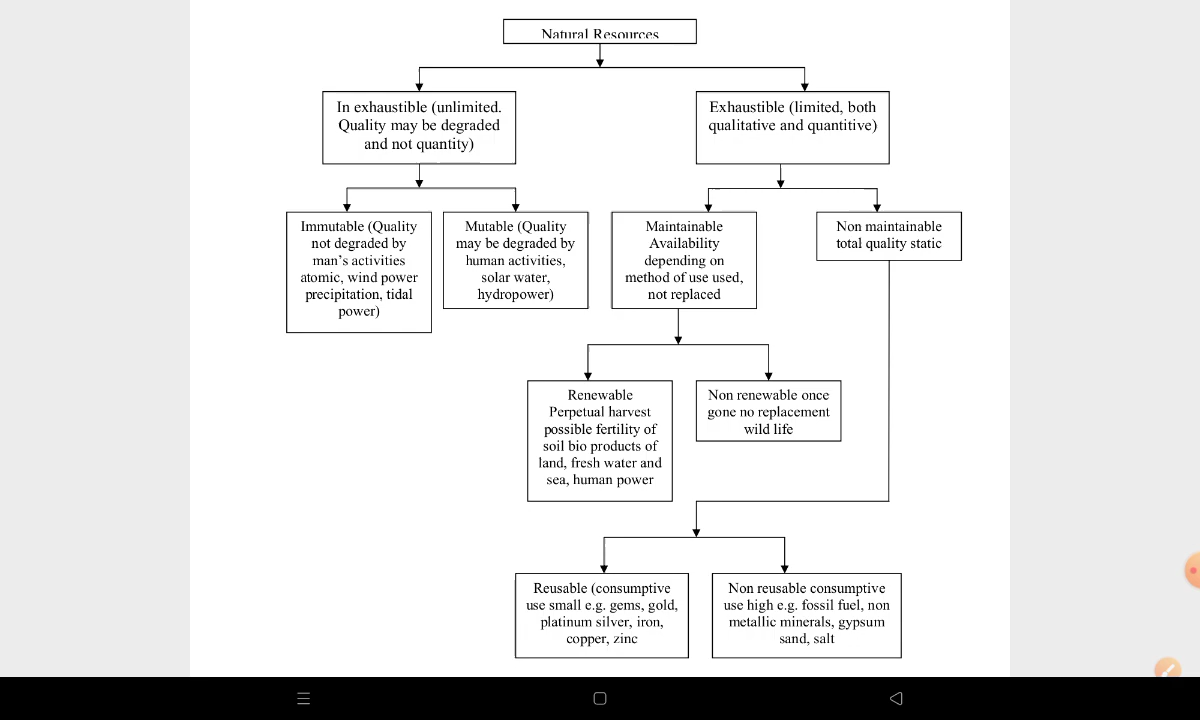 Natural Resources
In exhaustible (unlimited.
Quality may be degraded
and not quantity)
Exhaustible (limited, both
qualitative and quantitive)
Immutable (Quality
not degraded by
man's activities
atomic, wind power
precipitation, tidal
power)
Mutable (Quality
may be degraded by
human activities,
solar water,
hydropower)
Maintainable
Availability
depending on
method of use used,
not replaced
Non maintainable
total quality static
Renewable
Perpetual harvest
possible fertility of
soil bio products of
land, fresh water and
sea, human power
Non renewable once
gone no replacement
wild life
Reusable (consumptive
use small e.g. gems, gold,
platinum silver, iron,
copper, zinc
Non reusable consumptive
use high e.g. fossil fuel, non
metallic minerals, gypsum
sand, salt